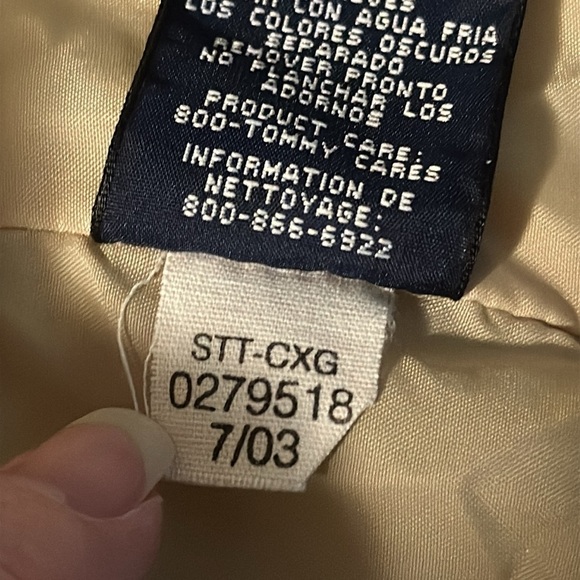 CON AGUA FRIA
LOS COLORES OSCUROS
SEPARADO
REMOVER PRONTO
NO PLANCHAR LOS
ADORNOS
PRODUCT CARE:
800-TOMMY CARES
INFORMATION DE
NETTOYAGE:
800-866-6922
STT-CXG
0279518
7/03